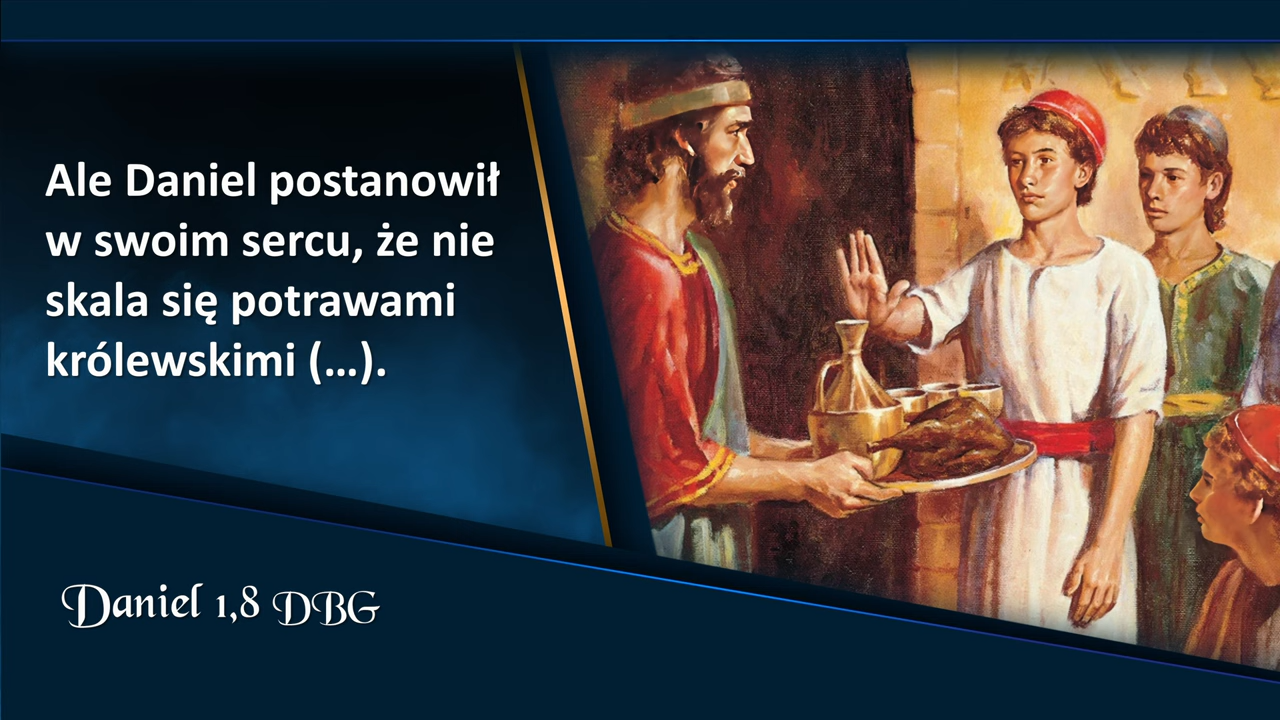 Ale Daniel postanowił
w swoim sercu, że nie
skala się potrawami
królewskimi (...).
Daniel 1,8 DBG